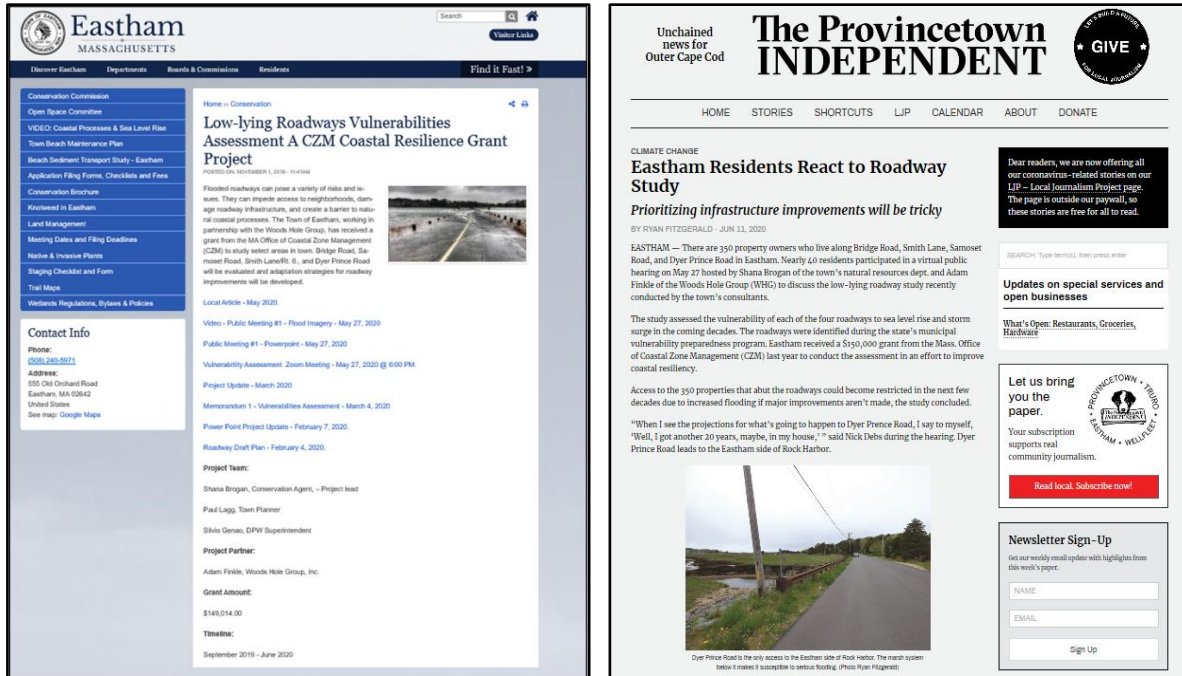 Eastham
MASSACHUSETTS
Search
Visitor Links
Discover Eastham
Departments
Boards & Commissions
Residents
Find it Fast! »
Conservation Commission
Open Space Committee
VIDEO: Coastal Processes & Sea Level Rise
Town Beach Maintenance Plan
Beach Sediment Transport Study - Eastham
Application Filing Forms, Checklists and Fees
Conservation Brochure
Knotweed in Eastham
Land Management
Meeting Dates and Filing Deadlines
Native & Invasive Plants
Staging Checklist and Form
Trail Maps
Wetlands Regulations, Bylaws & Policies
Contact Info
Phone:
(508) 240-5971
Address:
555 Old Orchard Road
Eastham, MA 02642
United States
See map: Google Maps
Home » Conservation
Low-lying Roadways Vulnerabilities
Assessment A CZM Coastal Resilience Grant
Project
POSTED ON: NOVEMBER 1, 2019 - 11:41AM
Flooded roadways can pose a variety of risks and is-
sues. They can impede access to neighborhoods, dam-
age roadway infrastructure, and create a barrier to natu-
ral coastal processes. The Town of Eastham, working in
partnership with the Woods Hole Group, has received a
grant from the MA Office of Coastal Zone Management
(CZM) to study select areas in town. Bridge Road, Sa-
moset Road, Smith Lane/Rt. 6., and Dyer Prince Road
will be evaluated and adaptation strategies for roadway
improvements will be developed.
Local Article - May 2020.
Video - Public Meeting #1 - Flood Imagery - May 27, 2020
Public Meeting #1 - Powerpoint - May 27, 2020
Vulnerability Assessment Zoom Meeting - May 27, 2020 @ 6:00 PM.
Project Update - March 2020
Memorandum 1 - Vulnerabilities Assessment - March 4, 2020
Power Point Project Update - February 7, 2020.
Roadway Draft Plan - February 4, 2020.
Project Team:
Shana Brogan, Conservation Agent, – Project lead
Paul Lagg, Town Planner
Silvio Genao, DPW Superintendent
Project Partner:
Adam Finkle, Woods Hole Group, Inc.
Grant Amount:
$149,014.00
Timeline:
September 2019 - June 2020
Unchained
news for
Outer Cape Cod
The Provincetown
INDEPENDENT
LET'S BUILD A FUTURE
GIVE
FOR LOCAL JOURNALISM
HOME
STORIES
SHORTCUTS
LJP
CALENDAR
ABOUT
DONATE
CLIMATE CHANGE
Eastham Residents React to Roadway
Study
Prioritizing infrastructure improvements will be tricky
BY RYAN FITZGERALD · JUN 11, 2020
EASTHAM — There are 350 property owners who live along Bridge Road, Smith Lane, Samoset
Road, and Dyer Prence Road in Eastham. Nearly 40 residents participated in a virtual public
hearing on May 27 hosted by Shana Brogan of the town's natural resources dept. and Adam
Finkle of the Woods Hole Group (WHG) to discuss the low-lying roadway study recently
conducted by the town's consultants.
The study assessed the vulnerability of each of the four roadways to sea level rise and storm
surge in the coming decades. The roadways were identified during the state's municipal
vulnerability preparedness program. Eastham received a $150,000 grant from the Mass. Office
of Coastal Zone Management (CZM) last year to conduct the assessment in an effort to improve
coastal resiliency.
Access to the 350 properties that abut the roadways could become restricted in the next few
decades due to increased flooding if major improvements aren't made, the study concluded.
"When I see the projections for what's going to happen to Dyer Prence Road, I say to myself,
'Well, I got another 20 years, maybe, in my house,' " said Nick Debs during the hearing. Dyer
Prince Road leads to the Eastham side of Rock Harbor.
Dyer Prince Road is the only access to the Eastham side of Rock Harbor. The marsh system
below it makes it susceptible to serious flooding. (Photo Ryan Fitzgerald)
Dear readers, we are now offering all
our coronavirus-related stories on our
LJP – Local Journalism Project page.
The page is outside our paywall, so
these stories are free for all to read.
SEARCH: Type term(s), then press enter
Updates on special services and
open businesses
What's Open: Restaurants, Groceries,
Hardware
Let us bring
you the
paper.
Your subscription
supports real
community journalism.
PROVINCETOWN · TRURO
EASTHAM · WELLFLEET
Read local. Subscribe now!
Newsletter Sign-Up
Get our weekly email update with highlights from
this week's paper.
NAME
EMAIL
Sign Up